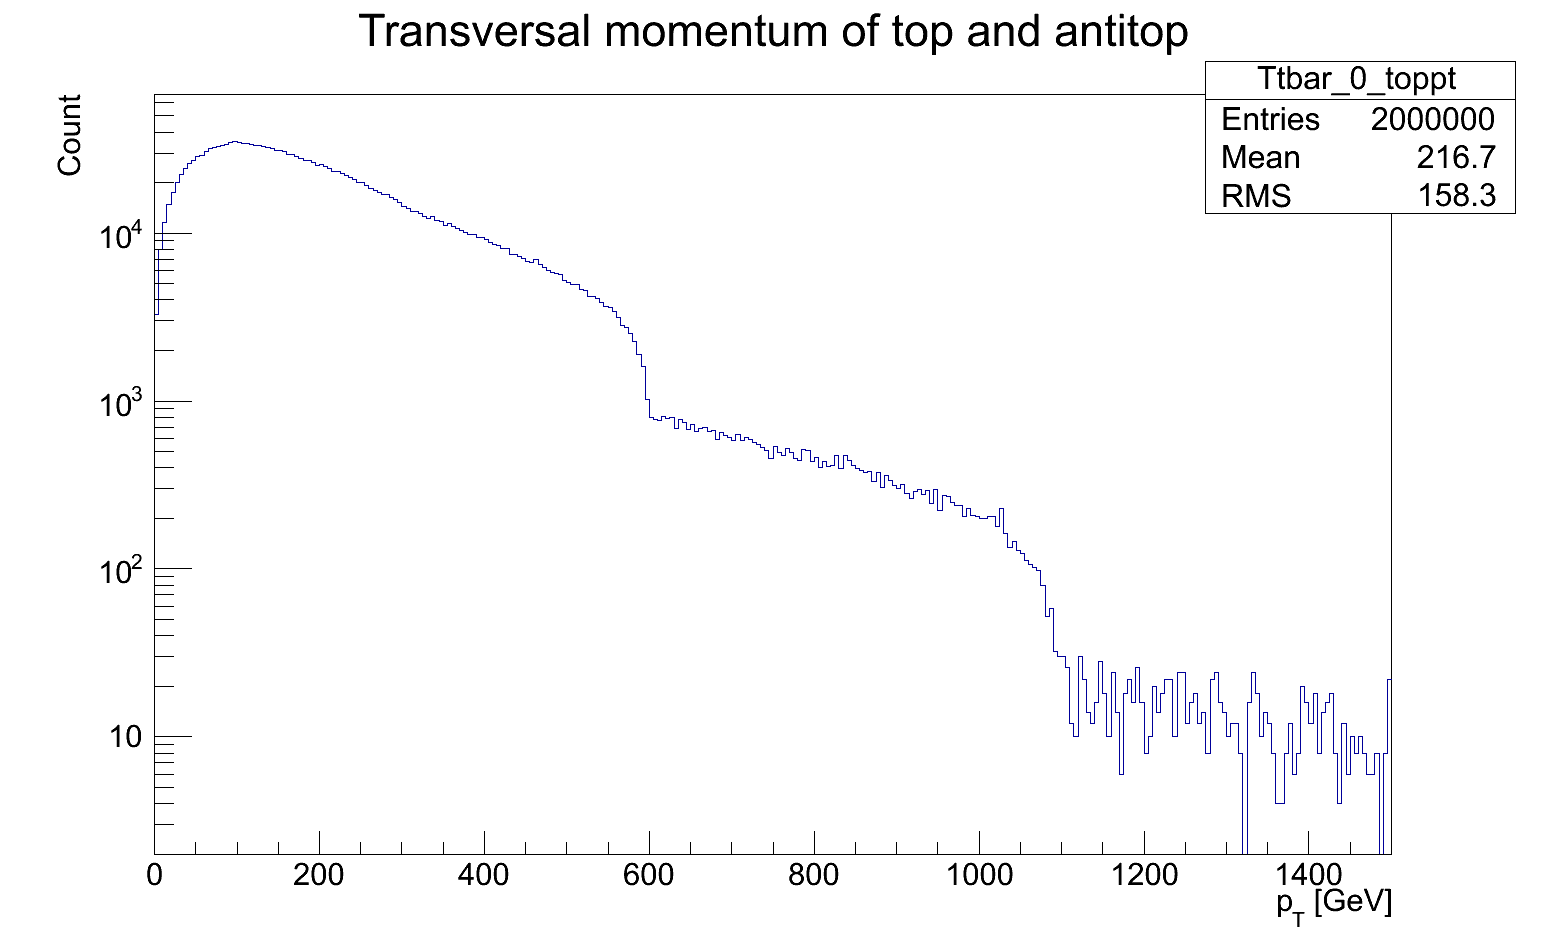 Transversal momentum of top and antitop
Ttbar_0_toppt
Entries 2000000
Mean 216.7
RMS 158.3
Count
10^4
10^3
10^2
10
0 200 400 600 800 1000 1200 1400
p_T [GeV]